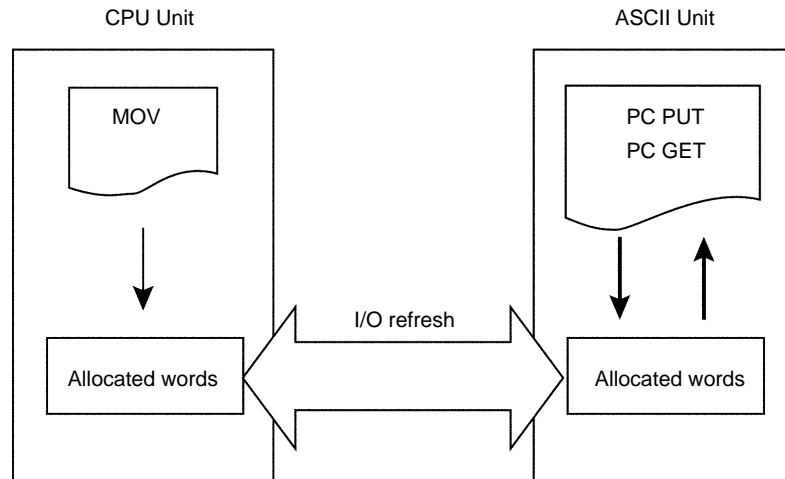 CPU Unit
ASCII Unit
MOV
PC PUT
PC GET
I/O refresh
Allocated words
Allocated words